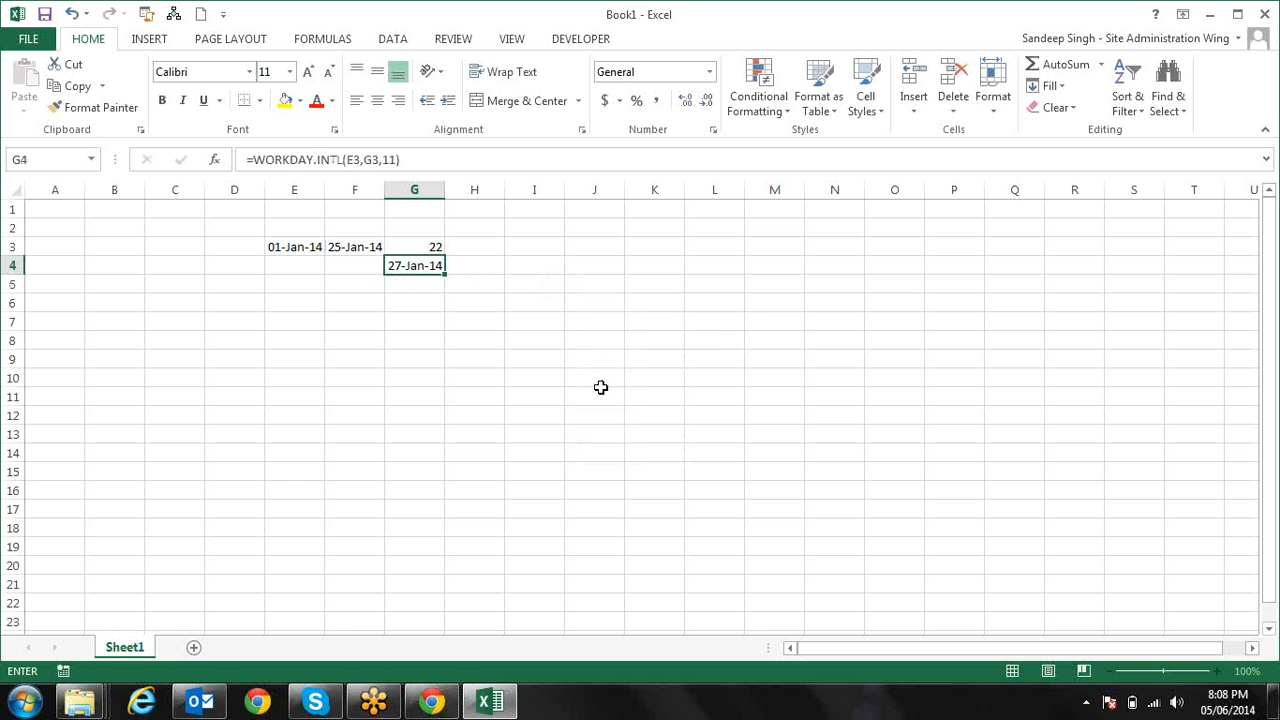 Book1 - Excel
?
FILE HOME INSERT PAGE LAYOUT FORMULAS DATA REVIEW VIEW DEVELOPER Sandeep Singh - Site Administration Wing
Paste
Cut
Copy
Format Painter
Clipboard
Calibri 11
B I U A
Font
Wrap Text
Merge & Center
Alignment
General
$ % ,
Number
Conditional Formatting
Format as Table
Cell Styles
Styles
Insert Delete Format
Cells
AutoSum
Fill
Clear
Sort & Filter
Find & Select
Editing
G4 fx =WORKDAY.INTL(E3,G3,11)
A B C D E F G H I J K L M N O P Q R S T U
1
2
3 01-Jan-14 25-Jan-14 22
4 27-Jan-14
5
6
7
8
9
10
11
12
13
14
15
16
17
18
19
20
21
22
23
Sheet1
ENTER 100%
8:08 PM
05/06/2014